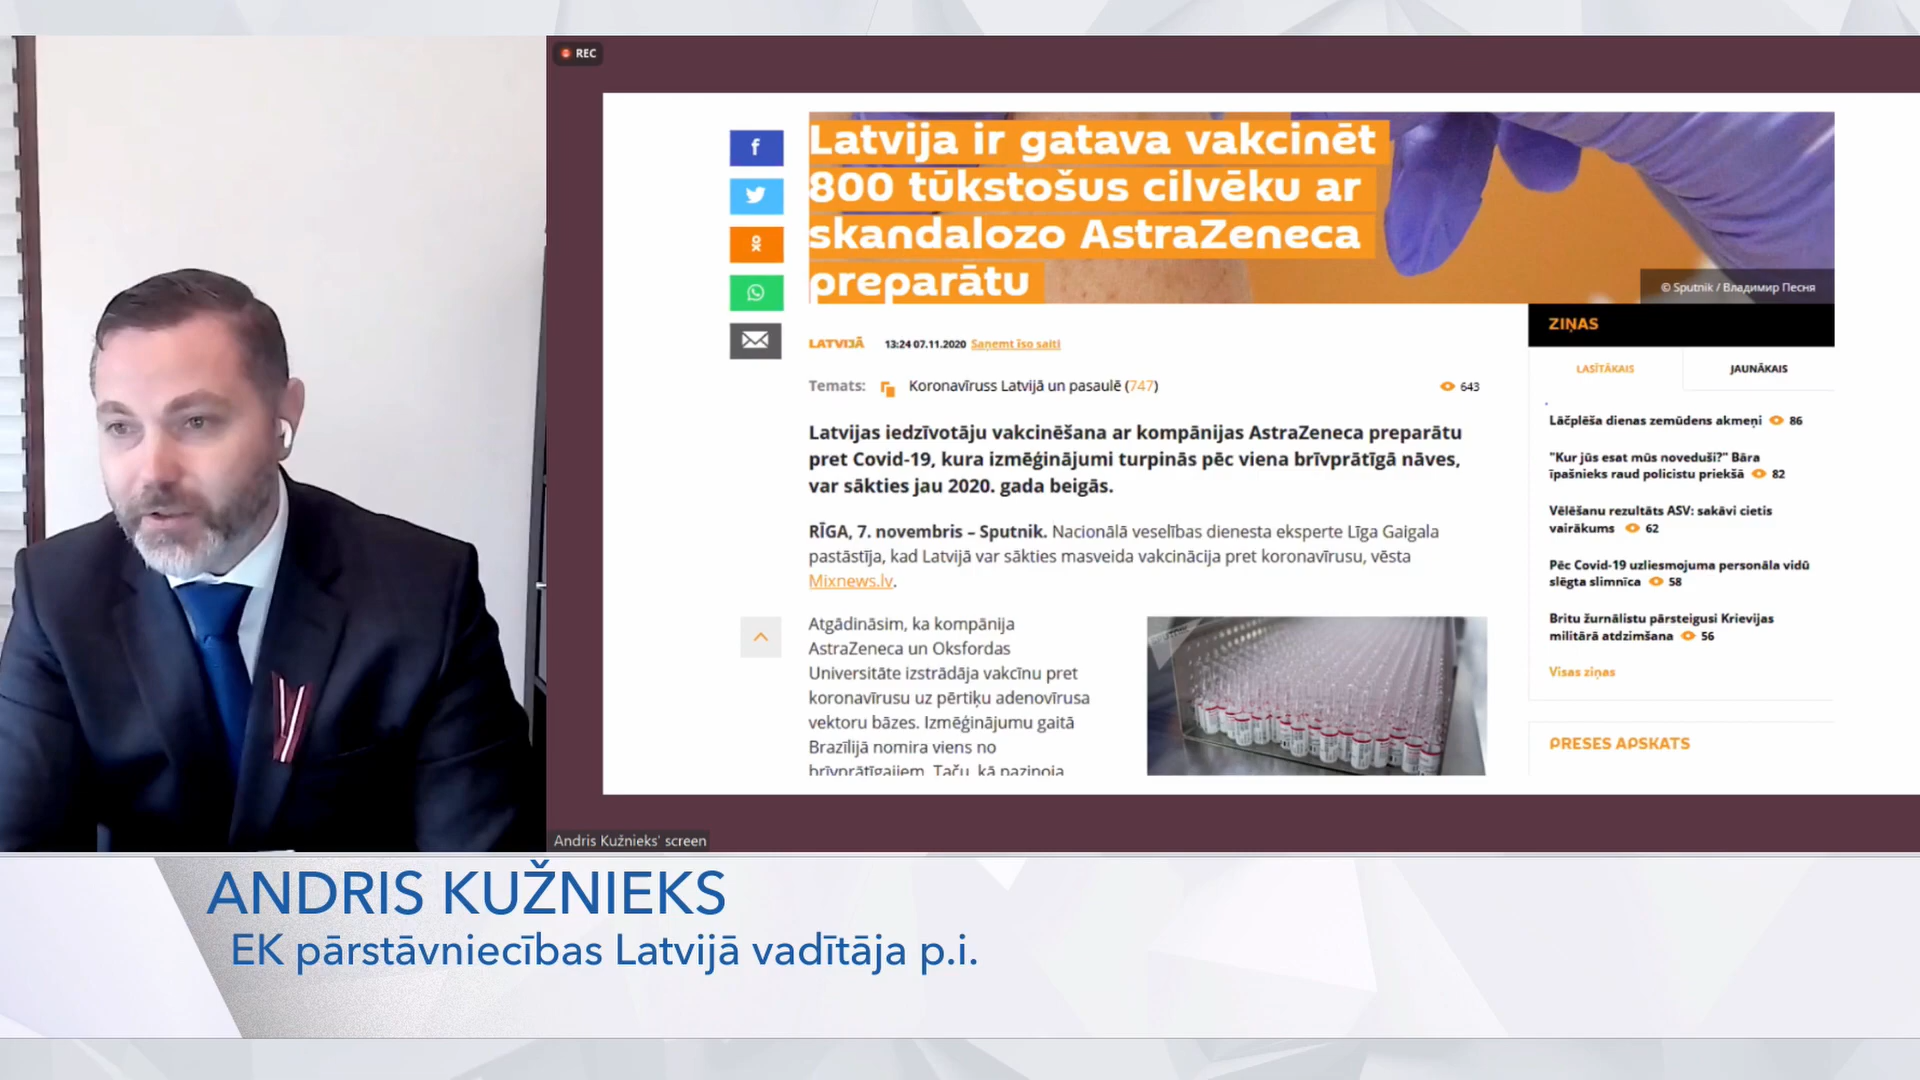 REC
Latvija ir gatava vakcinēt
800 tūkstošus cilvēku ar
skandalozo AstraZeneca
preparātu
© Sputnik / Владимир Песня
LATVIJĀ 13:24 07.11.2020 Saņemt īso saiti
Temats: Koronavīruss Latvijā un pasaulē (747) 643
Latvijas iedzīvotāju vakcinēšana ar kompānijas AstraZeneca preparātu
pret Covid-19, kura izmēģinājumi turpinās pēc viena brīvprātīgā nāves,
var sākties jau 2020. gada beigās.
RĪGA, 7. novembris – Sputnik. Nacionālā veselības dienesta eksperte Līga Gaigala
pastāstīja, kad Latvijā var sākties masveida vakcinācija pret koronavīrusu, vēsta
Mixnews.lv.
Atgādināsim, ka kompānija
AstraZeneca un Oksfordas
Universitāte izstrādāja vakcīnu pret
koronavīrusu uz pērtiķu adenovīrusa
vektoru bāzes. Izmēģinājumu gaitā
Brazīlijā nomira viens no
brīvprātīgajiem. Taču, kā paziņoja
ZIŅAS
LASĪTĀKAIS JAUNĀKAIS
Lāčplēša dienas zemūdens akmeņi 86
"Kur jūs esat mūs noveduši?" Bāra
īpašnieks raud policistu priekšā 82
Vēlēšanu rezultāts ASV: sakāvi cietis
vairākums 62
Pēc Covid-19 uzliesmojuma personāla vidū
slēgta slimnīca 58
Britu žurnālistu pārsteigusi Krievijas
militārā atdzimšana 56
Visas ziņas
PRESES APSKATS
Andris Kužnieks' screen
ANDRIS KUŽNIEKS
EK pārstāvniecības Latvijā vadītāja p.i.